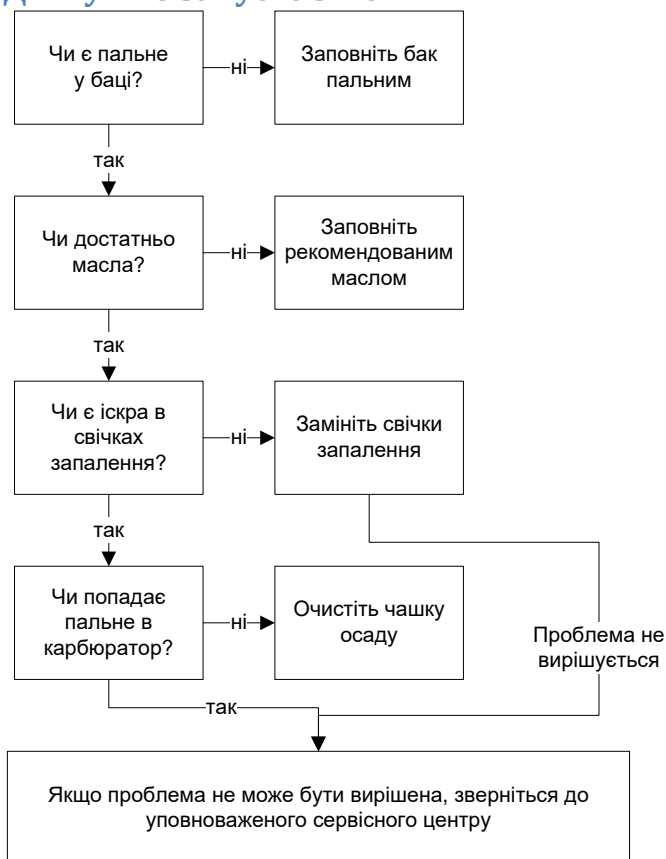 Чи є пальне
у баці?
ні
Заповніть бак
пальним
так
Чи достатньо
масла?
ні
Заповніть
рекомендованим
маслом
так
Чи є іскра в
свічках
запалення?
ні
Замініть свічки
запалення
так
Чи попадає
пальне в
карбюратор?
ні
Очистіть чашку
осаду
Проблема не
вирішується
так
Якщо проблема не може бути вирішена, зверніться до
уповноваженого сервісного центру